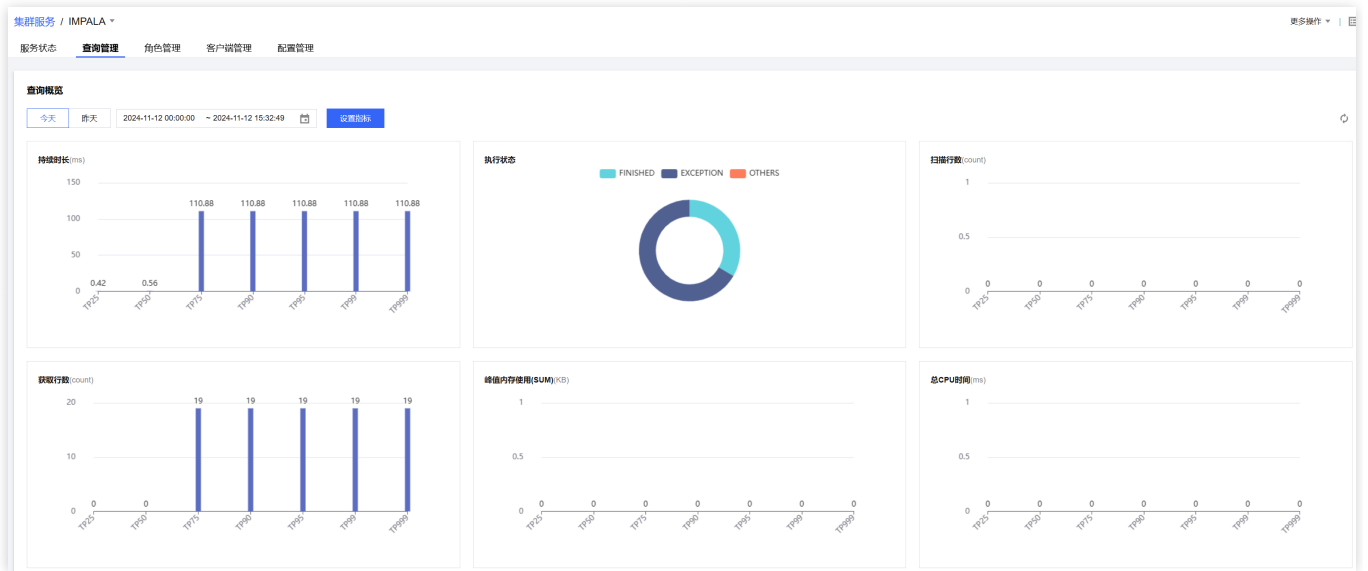 集群服务 / IMPALA
更多操作
服务状态 查询管理 角色管理 客户端管理 配置管理
查询概览
今天 昨天 2024-11-12 00:00:00 ~ 2024-11-12 15:32:49 设置指标
持续时长(ms)
150
100
50
0
0.42 0.56 110.88 110.88 110.88 110.88 110.88
TP25 TP50 TP75 TP90 TP95 TP99 TP999
执行状态
FINISHED EXCEPTION OTHERS
扫描行数(count)
1
0.5
0
0 0 0 0 0 0 0
TP25 TP50 TP75 TP90 TP95 TP99 TP999
获取行数(count)
20
10
0
0 0 19 19 19 19 19
TP25 TP50 TP75 TP90 TP95 TP99 TP999
峰值内存使用(SUM)(KB)
1
0.5
0
0 0 0 0 0 0 0
TP25 TP50 TP75 TP90 TP95 TP99 TP999
总CPU时间(ms)
1
0.5
0
0 0 0 0 0 0 0
TP25 TP50 TP75 TP90 TP95 TP99 TP999